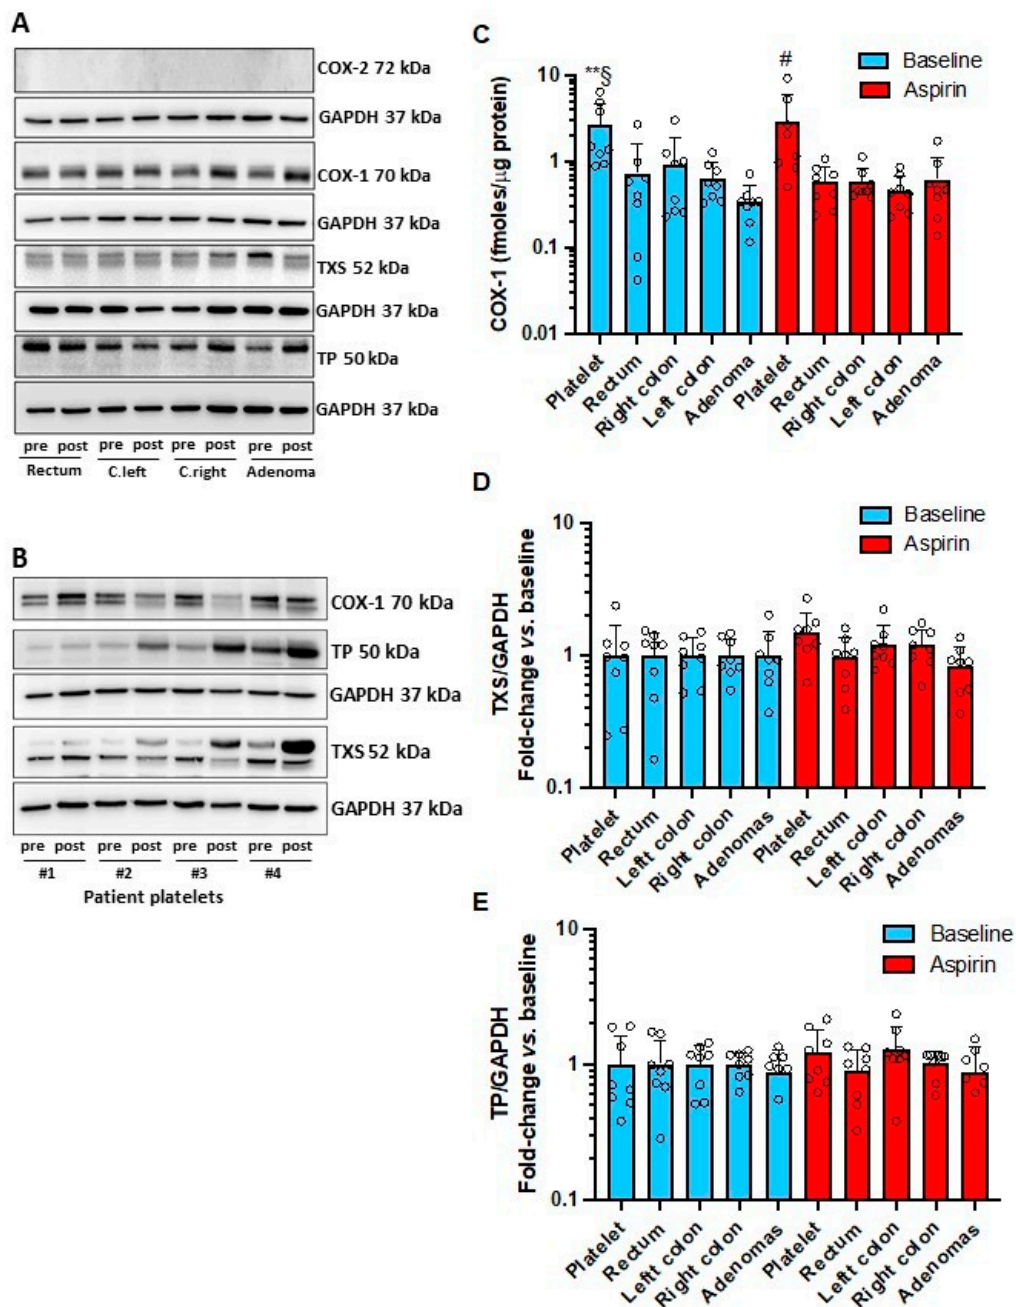 A
COX-2 72 kDa
GAPDH 37 kDa
COX-1 70 kDa
GAPDH 37 kDa
TXS 52 kDa
GAPDH 37 kDa
TP 50 kDa
GAPDH 37 kDa
pre post pre post pre post pre post
Rectum C.left C.right Adenoma
B
COX-1 70 kDa
TP 50 kDa
GAPDH 37 kDa
TXS 52 kDa
GAPDH 37 kDa
pre post pre post pre post pre post
#1 #2 #3 #4
Patient platelets
C
COX-1 (fmoles/µg protein)
10
1
0.1
0.01
**§
#
Baseline
Aspirin
Platelet
Rectum
Right colon
Left colon
Adenoma
Platelet
Rectum
Right colon
Left colon
Adenoma
D
TXS/GAPDH
Fold-change vs. baseline
10
1
0.1
Baseline
Aspirin
Platelet
Rectum
Left colon
Right colon
Adenomas
Platelet
Rectum
Left colon
Right colon
Adenomas
E
TP/GAPDH
Fold-change vs. baseline
10
1
0.1
Baseline
Aspirin
Platelet
Rectum
Left colon
Right colon
Adenomas
Platelet
Rectum
Left colon
Right colon
Adenomas